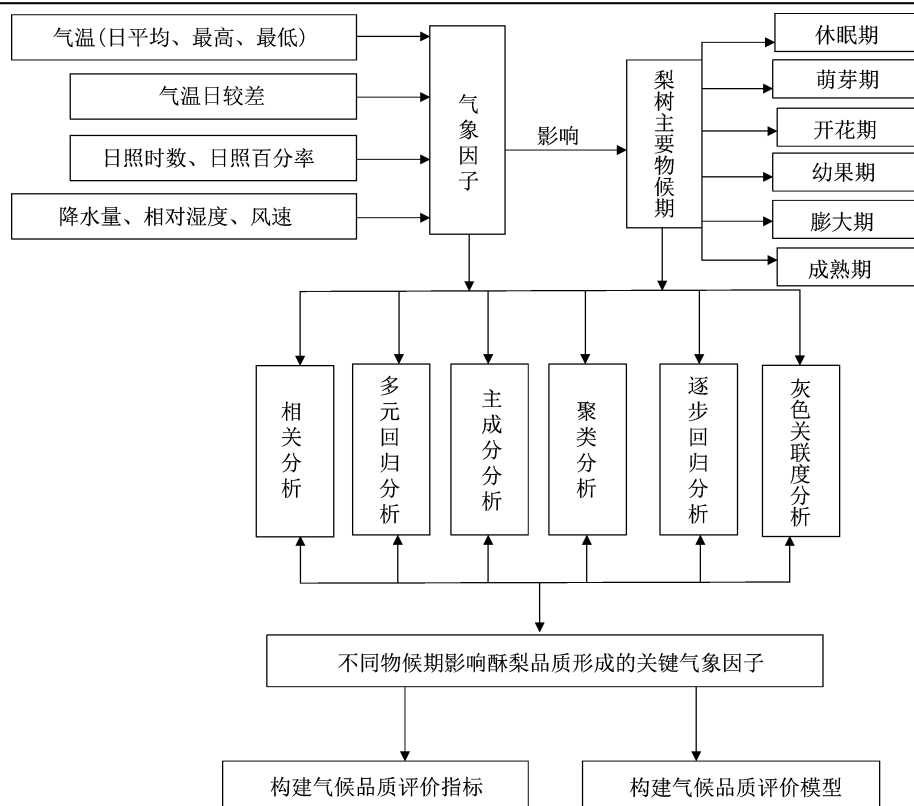 气温(日平均、最高、最低)
气温日较差
日照时数、日照百分率
降水量、相对湿度、风速
气象因子
影响
梨树主要物候期
休眠期
萌芽期
开花期
幼果期
膨大期
成熟期
相关分析
多元回归分析
主成分分析
聚类分析
逐步回归分析
灰色关联度分析
不同物候期影响酥梨品质形成的关键气象因子
构建气候品质评价指标
构建气候品质评价模型